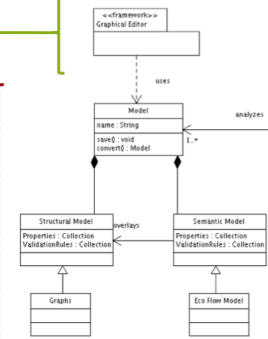 <<framework>>
Graphical Editor
uses
Model
name : String
save() : void
convert() : Model
analyzes
1..*
Structural Model
Properties : Collection
ValidationRules : Collection
overlays
Semantic Model
Properties : Collection
ValidationRules : Collection
Graphs
Eco Flow Model